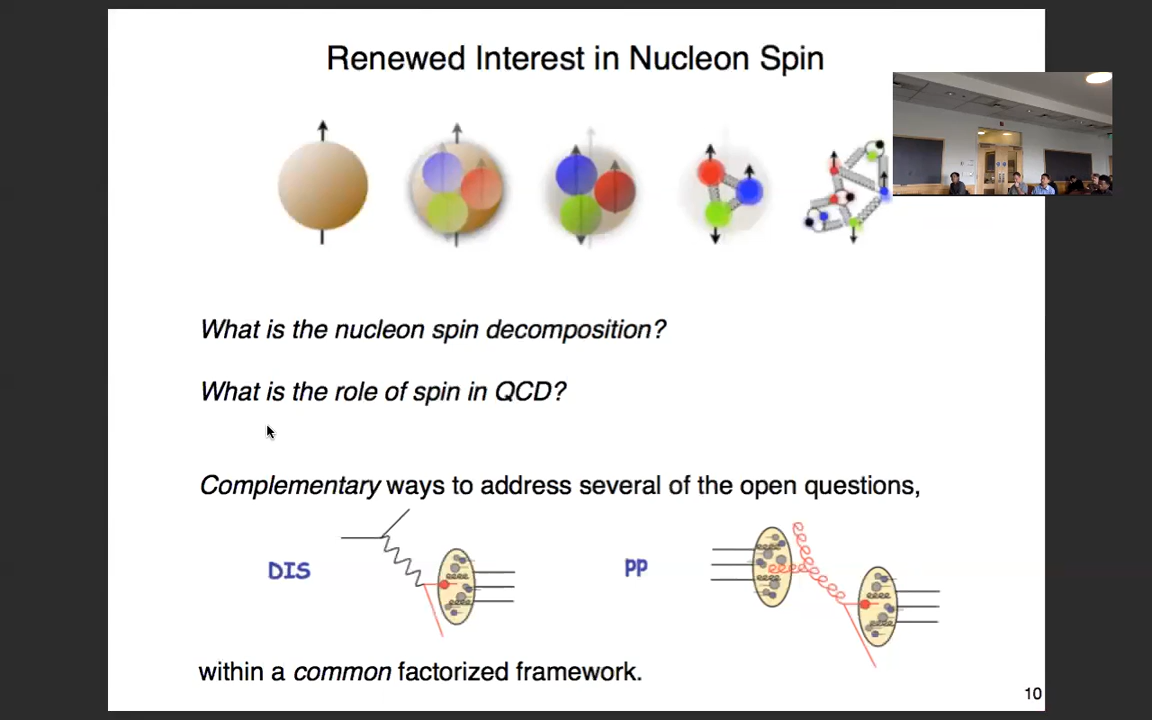 Renewed Interest in Nucleon Spin
What is the nucleon spin decomposition?
What is the role of spin in QCD?
Complementary ways to address several of the open questions,
DIS
PP
within a common factorized framework.
10